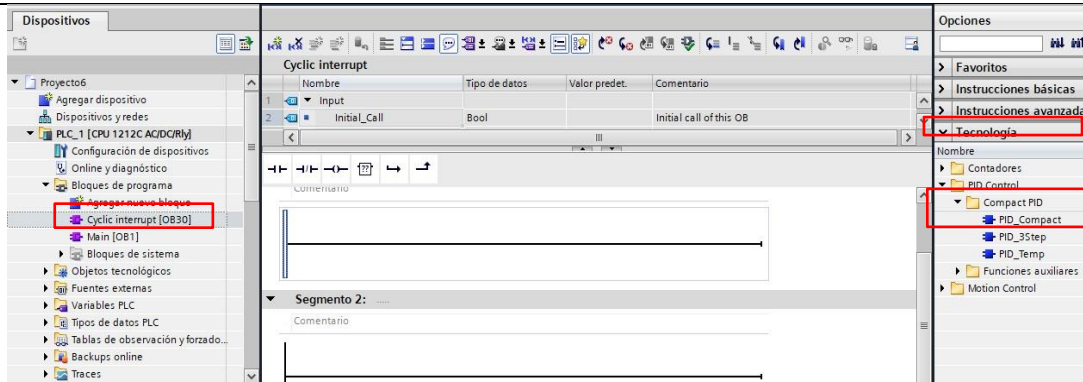 Dispositivos
Proyecto6
Agregar dispositivo
Dispositivos y redes
PLC_1 [CPU 1212C AC/DC/Rly]
Configuración de dispositivos
Online y diagnóstico
Bloques de programa
Agregar nuevo bloque
Cyclic interrupt [OB30]
Main [OB1]
Bloques de sistema
Objetos tecnológicos
Fuentes externas
Variables PLC
Tipos de datos PLC
Tablas de observación y forzado...
Backups online
Traces
Cyclic interrupt
Nombre Tipo de datos Valor predet. Comentario
1 Input
2 Initial_Call Bool Initial call of this OB
??
Comentario
Segmento 2: .....
Comentario
Opciones
Favoritos
Instrucciones básicas
Instrucciones avanzada
Tecnología
Nombre
Contadores
PID Control
Compact PID
PID_Compact
PID_3Step
PID_Temp
Funciones auxiliares
Motion Control